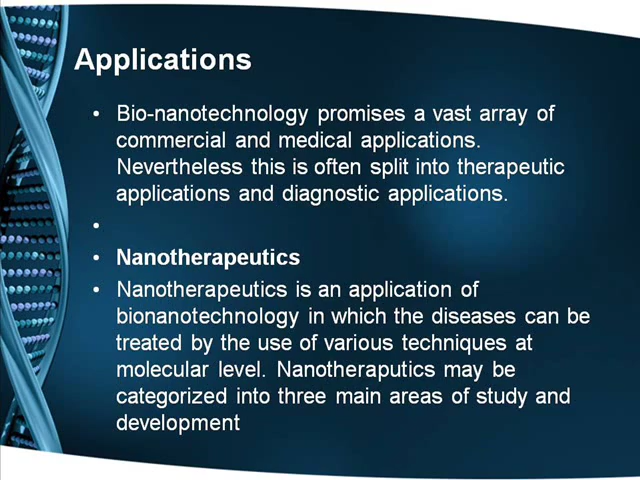 Applications
• Bio-nanotechnology promises a vast array of
commercial and medical applications.
Nevertheless this is often split into therapeutic
applications and diagnostic applications.
•
• Nanotherapeutics
• Nanotherapeutics is an application of
bionanotechnology in which the diseases can be
treated by the use of various techniques at
molecular level. Nanotheraputics may be
categorized into three main areas of study and
development